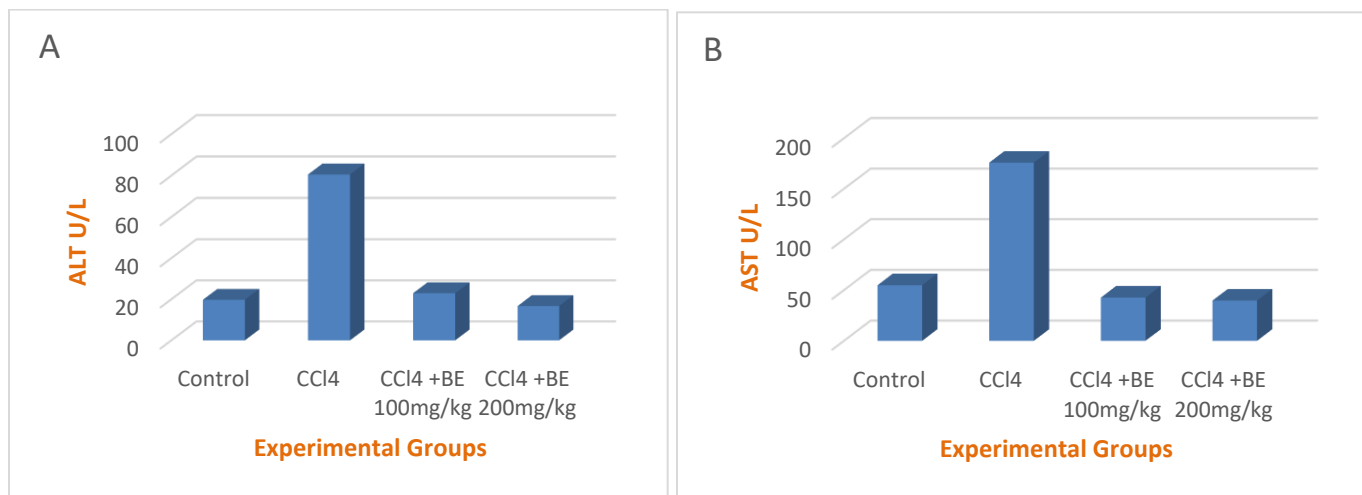 A
ALT U/L
100
80
60
40
20
0
Control
CCl4
CCl4 +BE
100mg/kg
CCl4 +BE
200mg/kg
Experimental Groups
B
AST U/L
200
150
100
50
0
Control
CCl4
CCl4 +BE
100mg/kg
CCl4 +BE
200mg/kg
Experimental Groups